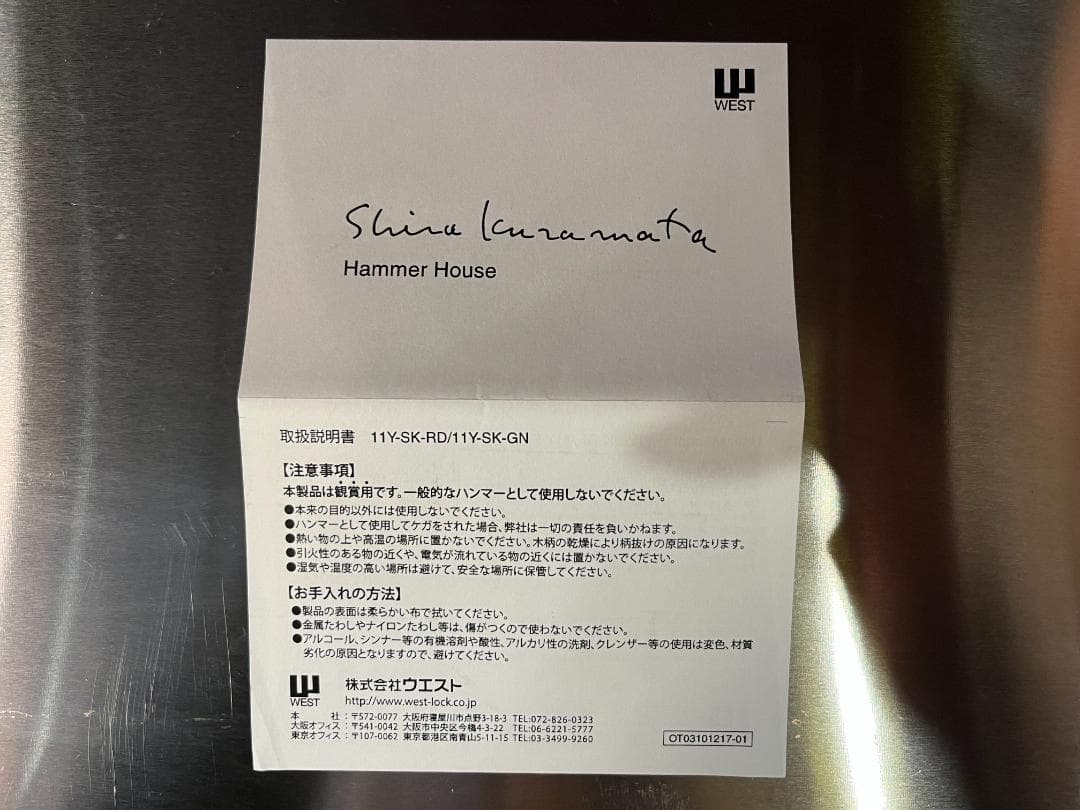 WEST
Shiro Kuramata
Hammer House
取扱説明書 11Y-SK-RD/11Y-SK-GN
【注意事項】
本製品は観賞用です。一般的なハンマーとして使用しないでください。
●本来の目的以外には使用しないでください。
●ハンマーとして使用してケガをされた場合、弊社は一切の責任を負いかねます。
●熱い物の上や高温の場所に置かないでください。木柄の乾燥により柄抜けの原因になります。
●引火性のある物の近くや、電気が流れている物の近くには置かないでください。
●湿気や温度の高い場所は避けて、安全な場所に保管してください。
【お手入れの方法】
●製品の表面は柔らかい布で拭いてください。
●金属たわしやナイロンたわし等は、傷がつくので使わないでください。
●アルコール、シンナー等の有機溶剤や酸性、アルカリ性の洗剤、クレンザー等の使用は変色、材質
劣化の原因となりますので、避けてください。
WEST
株式会社ウエスト
http://www.west-lock.co.jp
本社：〒572-0077 大阪府寝屋川市点野3-18-3 TEL:072-826-0323
大阪オフィス：〒541-0042 大阪市中央区今橋4-3-22 TEL:06-6221-5777
東京オフィス：〒107-0062 東京都港区南青山5-11-15 TEL:03-3499-9260
OT03101217-01